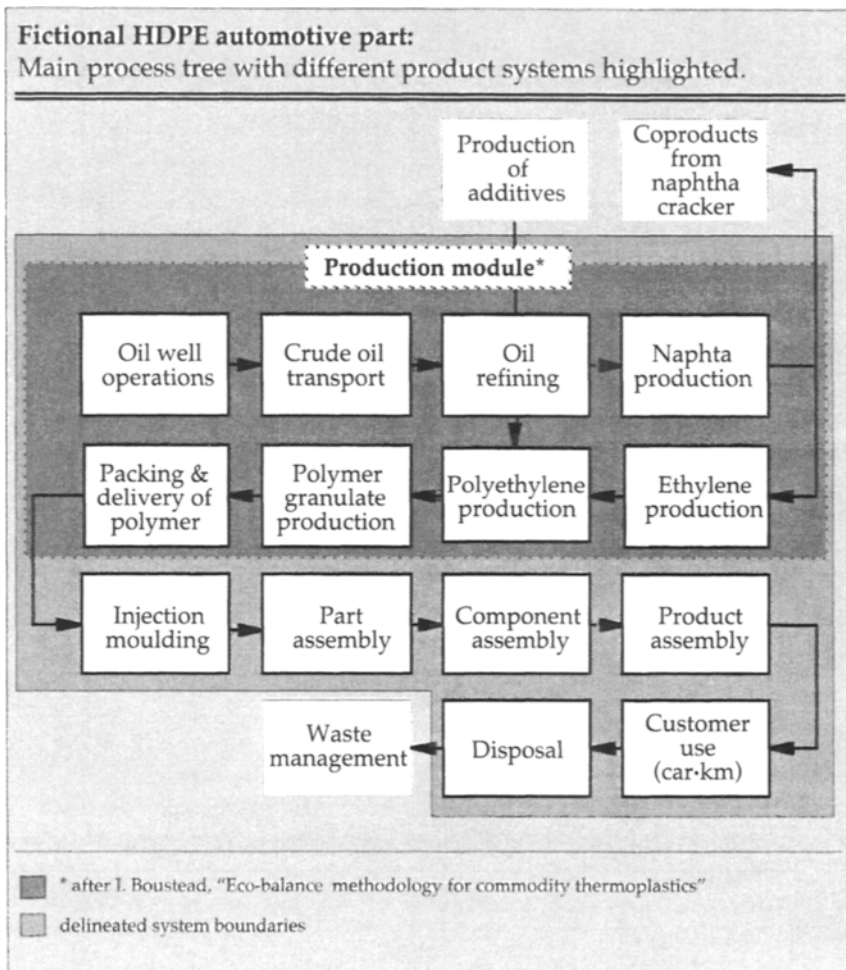 Fictional HDPE automotive part:
Main process tree with different product systems highlighted.
Production
of
additives
Coproducts
from
naphtha
cracker
Production module*
Oil well
operations
Crude oil
transport
Oil
refining
Naphta
production
Packing &
delivery of
polymer
Polymer
granulate
production
Polyethylene
production
Ethylene
production
Injection
moulding
Part
assembly
Component
assembly
Product
assembly
Waste
management
Disposal
Customer
use
(car·km)
* after I. Boustead, "Eco-balance methodology for commodity thermoplastics"
delineated system boundaries